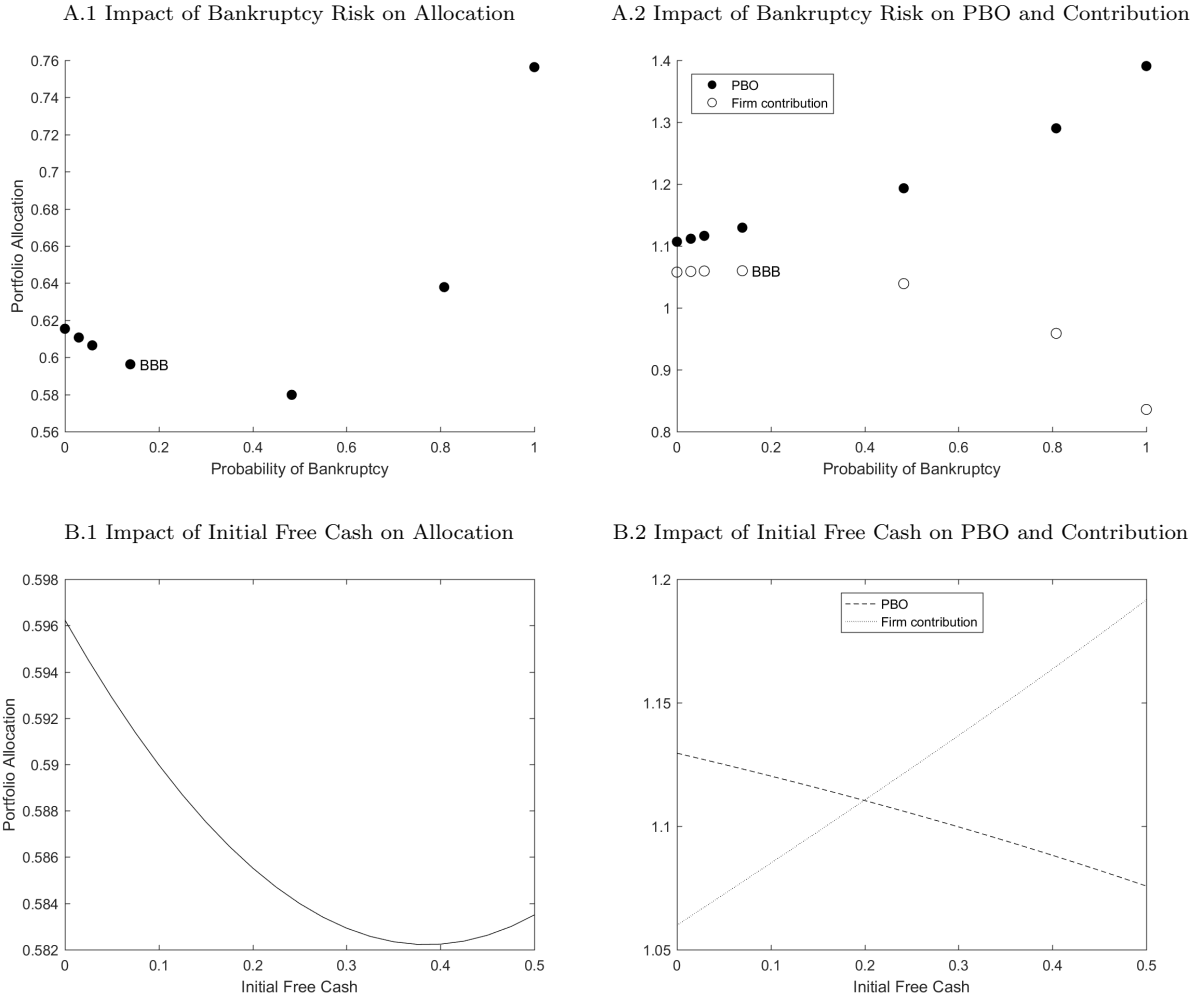 A.1 Impact of Bankruptcy Risk on Allocation
0.76
0.74
0.72
0.7
0.68
0.66
0.64
0.62
0.6
0.58
0.56
Portfolio Allocation
BBB
0 0.2 0.4 0.6 0.8 1
Probability of Bankruptcy
A.2 Impact of Bankruptcy Risk on PBO and Contribution
1.4
1.3
1.2
1.1
1
0.9
0.8
PBO
Firm contribution
BBB
0 0.2 0.4 0.6 0.8 1
Probability of Bankruptcy
B.1 Impact of Initial Free Cash on Allocation
0.598
0.596
0.594
0.592
0.59
0.588
0.586
0.584
0.582
Portfolio Allocation
0 0.1 0.2 0.3 0.4 0.5
Initial Free Cash
B.2 Impact of Initial Free Cash on PBO and Contribution
1.2
1.15
1.1
1.05
PBO
Firm contribution
0 0.1 0.2 0.3 0.4 0.5
Initial Free Cash